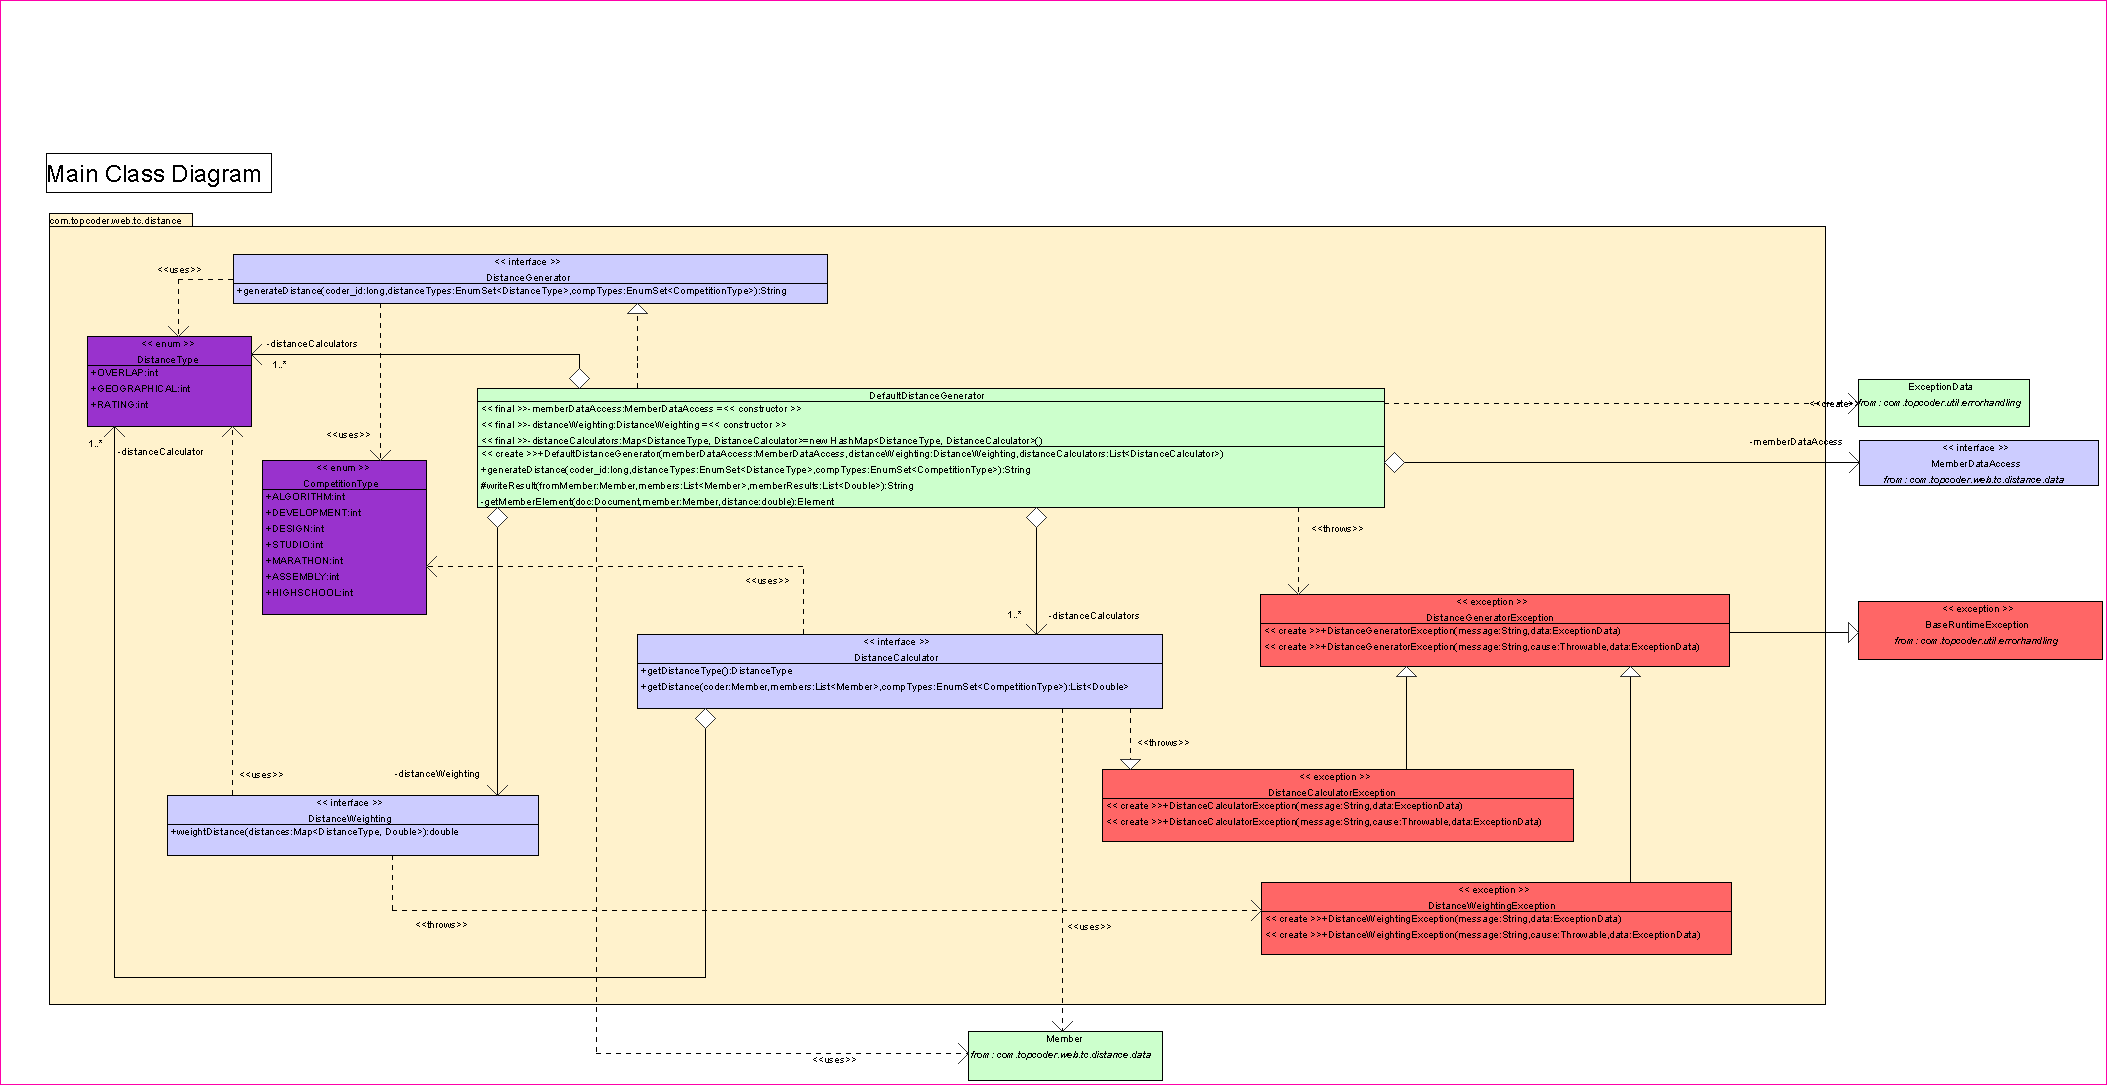 Main Class Diagram
com.topcoder.web.tc.distance
<< interface >>
DistanceGenerator
+generateDistance(coder_id:long,distanceTypes:EnumSet<DistanceType>,compTypes:EnumSet<CompetitionType>):String
<<uses>>
<< enum >>
DistanceType
+OVERLAP:int
+GEOGRAPHICAL:int
+RATING:int
-distanceCalculators
1..*
1..*
-distanceCalculator
<<uses>>
<< enum >>
CompetitionType
+ALGORITHM:int
+DEVELOPMENT:int
+DESIGN:int
+STUDIO:int
+MARATHON:int
+ASSEMBLY:int
+HIGHSCHOOL:int
DefaultDistanceGenerator
<< final >>-memberDataAccess:MemberDataAccess =<< constructor >>
<< final >>-distanceWeighting:DistanceWeighting =<< constructor >>
<< final >>-distanceCalculators:Map<DistanceType, DistanceCalculator>=new HashMap<DistanceType, DistanceCalculator>()
<< create >>+DefaultDistanceGenerator(memberDataAccess:MemberDataAccess,distanceWeighting:DistanceWeighting,distanceCalculators:List<DistanceCalculator>)
+generateDistance(coder_id:long,distanceTypes:EnumSet<DistanceType>,compTypes:EnumSet<CompetitionType>):String
#writeResult(fromMember:Member,members:List<Member>,memberResults:List<Double>):String
-getMemberElement(doc:Document,member:Member,distance:double):Element
<<create>>
ExceptionData
from : com.topcoder.util.errorhandling
-memberDataAccess
<< interface >>
MemberDataAccess
from : com.topcoder.web.tc.distance.data
<<throws>>
<<uses>>
1..*
-distanceCalculators
<< interface >>
DistanceCalculator
+getDistanceType():DistanceType
+getDistance(coder:Member,members:List<Member>,compTypes:EnumSet<CompetitionType>):List<Double>
<< exception >>
DistanceGeneratorException
<< create >>+DistanceGeneratorException(message:String,data:ExceptionData)
<< create >>+DistanceGeneratorException(message:String,cause:Throwable,data:ExceptionData)
<< exception >>
BaseRuntimeException
from : com.topcoder.util.errorhandling
<<throws>>
<< exception >>
DistanceCalculatorException
<< create >>+DistanceCalculatorException(message:String,data:ExceptionData)
<< create >>+DistanceCalculatorException(message:String,cause:Throwable,data:ExceptionData)
<<uses>>
-distanceWeighting
<< interface >>
DistanceWeighting
+weightDistance(distances:Map<DistanceType, Double>):double
<<throws>>
<< exception >>
DistanceWeightingException
<< create >>+DistanceWeightingException(message:String,data:ExceptionData)
<< create >>+DistanceWeightingException(message:String,cause:Throwable,data:ExceptionData)
<<uses>>
<<uses>>
Member
from : com.topcoder.web.tc.distance.data